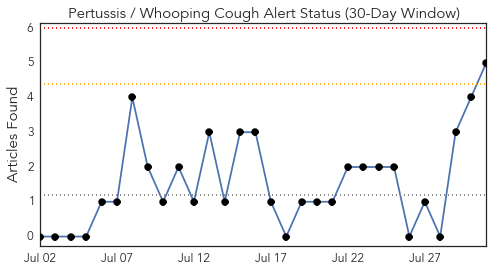 Pertussis / Whooping Cough Alert Status (30-Day Window)
Articles Found
6
5
4
3
2
1
0
Jul 02
Jul 07
Jul 12
Jul 17
Jul 22
Jul 27